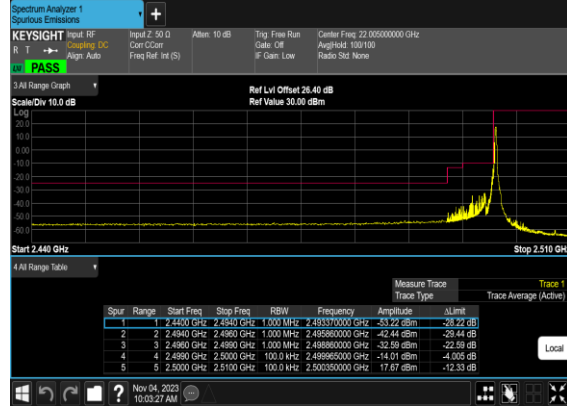 Spectrum Analyzer 1
Spurious Emissions
KEYSIGHT Input: RF Input Z: 50 Ω Atten: 10 dB Trig: Free Run Center Freq: 22.005000000 GHz
R T Coupling: DC Corr CCorr Gate: Off Avg|Hold: 100/100
Align: Auto Freq Ref: Int (S) IF Gain: Low Radio Std: None
PASS
3 All Range Graph
Ref Lvl Offset 26.40 dB
Scale/Div 10.0 dB Ref Value 30.00 dBm
Log
20.0
10.0
0.00
-10.0
-20.0
-30.0
-40.0
-50.0
-60.0
Start 2.440 GHz Stop 2.510 GHz
4 All Range Table
Measure Trace Trace 1
Trace Type Trace Average (Active)
Spur Range Start Freq Stop Freq RBW Frequency Amplitude ΔLimit
1 1 2.4400 GHz 2.4940 GHz 1.000 MHz 2.493370000 GHz -53.22 dBm -28.22 dB
2 2 2.4940 GHz 2.4960 GHz 1.000 MHz 2.495860000 GHz -42.44 dBm -29.44 dB
3 3 2.4960 GHz 2.4990 GHz 1.000 MHz 2.498860000 GHz -32.59 dBm -22.59 dB
4 4 2.4990 GHz 2.5000 GHz 100.0 kHz 2.499965000 GHz -14.01 dBm -4.005 dB
5 5 2.5000 GHz 2.5100 GHz 100.0 kHz 2.500350000 GHz 17.67 dBm -12.33 dB
Local
Nov 04, 2023
10:03:27 AM